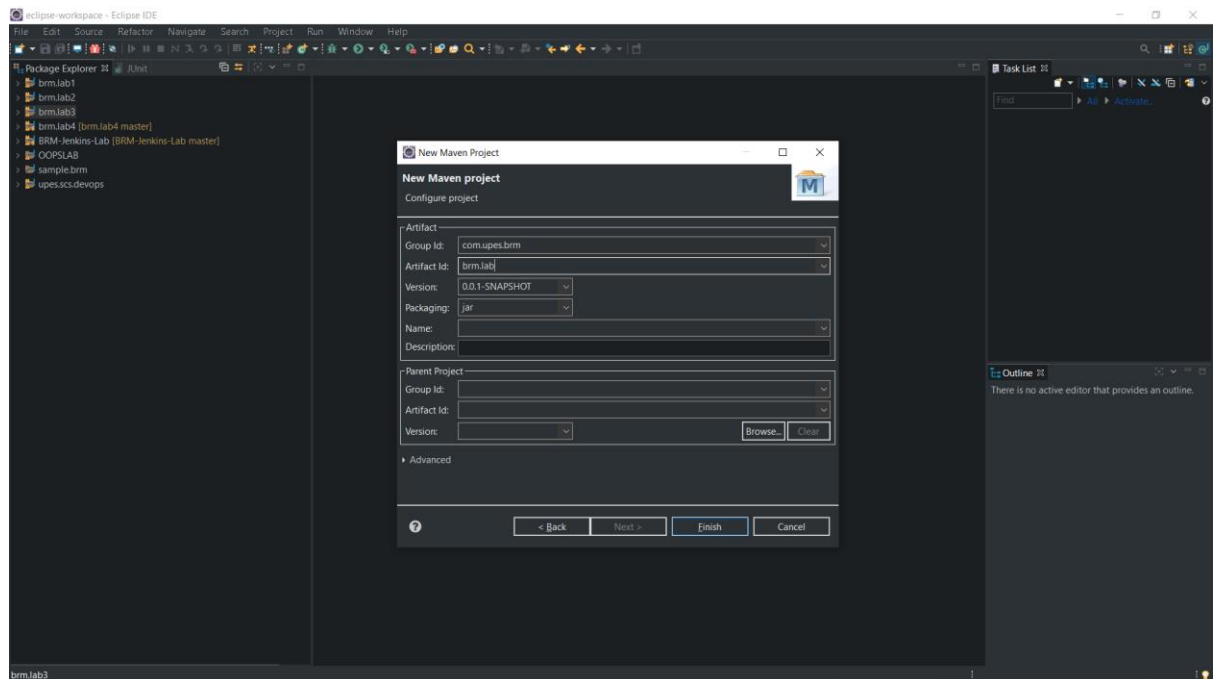 eclipse-workspace - Eclipse IDE
File Edit Source Refactor Navigate Search Project Run Window Help
Package Explorer JUnit
brm.lab1
brm.lab2
brm.lab3
brm.lab4 [brm.lab4 master]
BRM-Jenkins-Lab [BRM-Jenkins-Lab master]
OOPSLAB
sample.brm
upes.scs.devops
New Maven Project
New Maven project
Configure project
M
Artifact
Group Id: com.upes.brm
Artifact Id: brm.lab
Version: 0.0.1-SNAPSHOT
Packaging: jar
Name:
Description:
Parent Project
Group Id:
Artifact Id:
Version: Browse... Clear
Advanced
< Back Next > Finish Cancel
Task List
Find All Activate...
Outline
There is no active editor that provides an outline.
brm.lab3